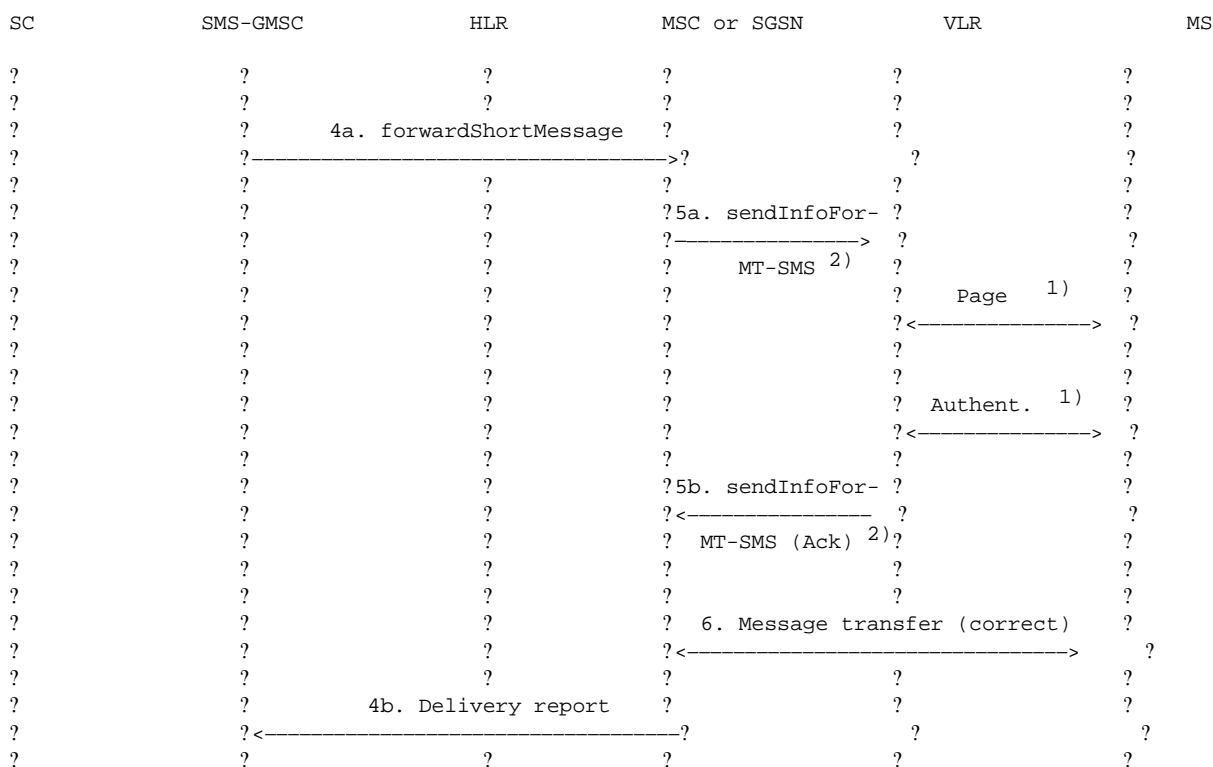 SC SMS-GMSC HLR MSC or SGSN VLR MS
? ? ? ? ? ?
? ? ? ? ? ?
? ? 4a. forwardShortMessage ? ? ?
? ?————————————————————————————————————>? ? ?
? ? ? ? ? ?
? ? ? ?5a. sendInfoFor- ? ?
? ? ? ?————————————————> ? ?
? ? ? ? MT-SMS 2) ? ?
? ? ? ? ? Page 1) ?
? ? ? ? ?<———————————————> ?
? ? ? ? ? ?
? ? ? ? ? ?
? ? ? ? ? Authent. 1) ?
? ? ? ? ?<———————————————> ?
? ? ? ? ? ?
? ? ? ?5b. sendInfoFor- ? ?
? ? ? ?<———————————————— ? ?
? ? ? ? MT-SMS (Ack) 2)? ?
? ? ? ? ? ?
? ? ? ? ? ?
? ? ? ? 6. Message transfer (correct) ?
? ? ? ?<—————————————————————————————————> ?
? ? ? ? ? ?
? ? 4b. Delivery report ? ? ?
? ?<————————————————————————————————————? ? ?
? ? ? ? ? ?